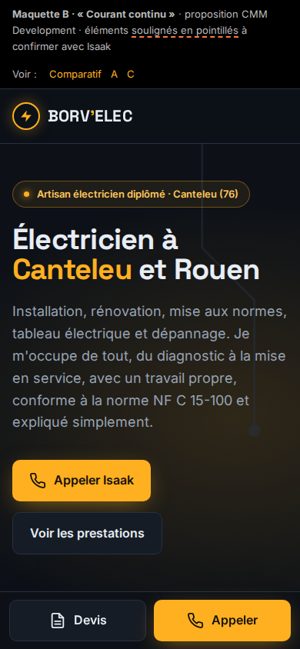 Maquette B · « Courant continu » · proposition CMM
Development · éléments soulignés en pointillés à
confirmer avec Isaak
Voir : Comparatif A C
BORV'ELEC
Artisan électricien diplômé · Canteleu (76)
Électricien à
Canteleu et Rouen
Installation, rénovation, mise aux normes,
tableau électrique et dépannage. Je
m'occupe de tout, du diagnostic à la mise
en service, avec un travail propre,
conforme à la norme NF C 15-100 et
expliqué simplement.
Appeler Isaak
Voir les prestations
Devis
Appeler